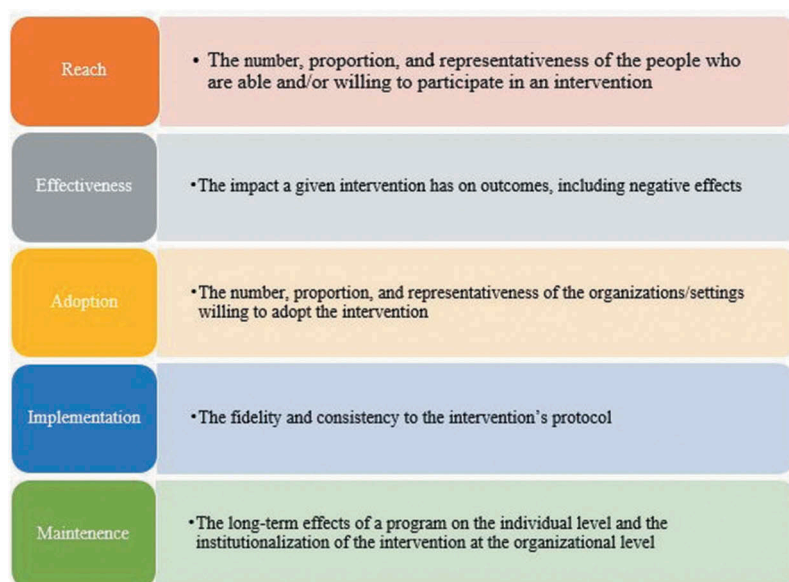 Reach
• The number, proportion, and representativeness of the people who
are able and/or willing to participate in an intervention
Effectiveness
•The impact a given intervention has on outcomes, including negative effects
Adoption
•The number, proportion, and representativeness of the organizations/settings
willing to adopt the intervention
Implementation
•The fidelity and consistency to the intervention’s protocol
Maintenence
•The long-term effects of a program on the individual level and the
institutionalization of the intervention at the organizational level